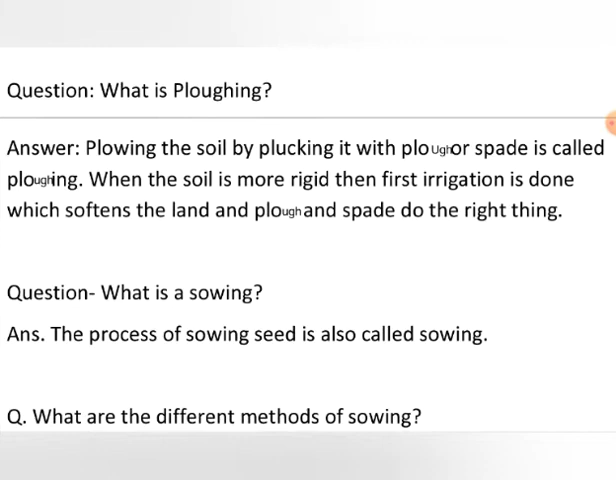 Question: What is Ploughing?
Answer: Plowing the soil by plucking it with plough or spade is called
ploughing. When the soil is more rigid then first irrigation is done
which softens the land and plough and spade do the right thing.
Question- What is a sowing?
Ans. The process of sowing seed is also called sowing.
Q. What are the different methods of sowing?